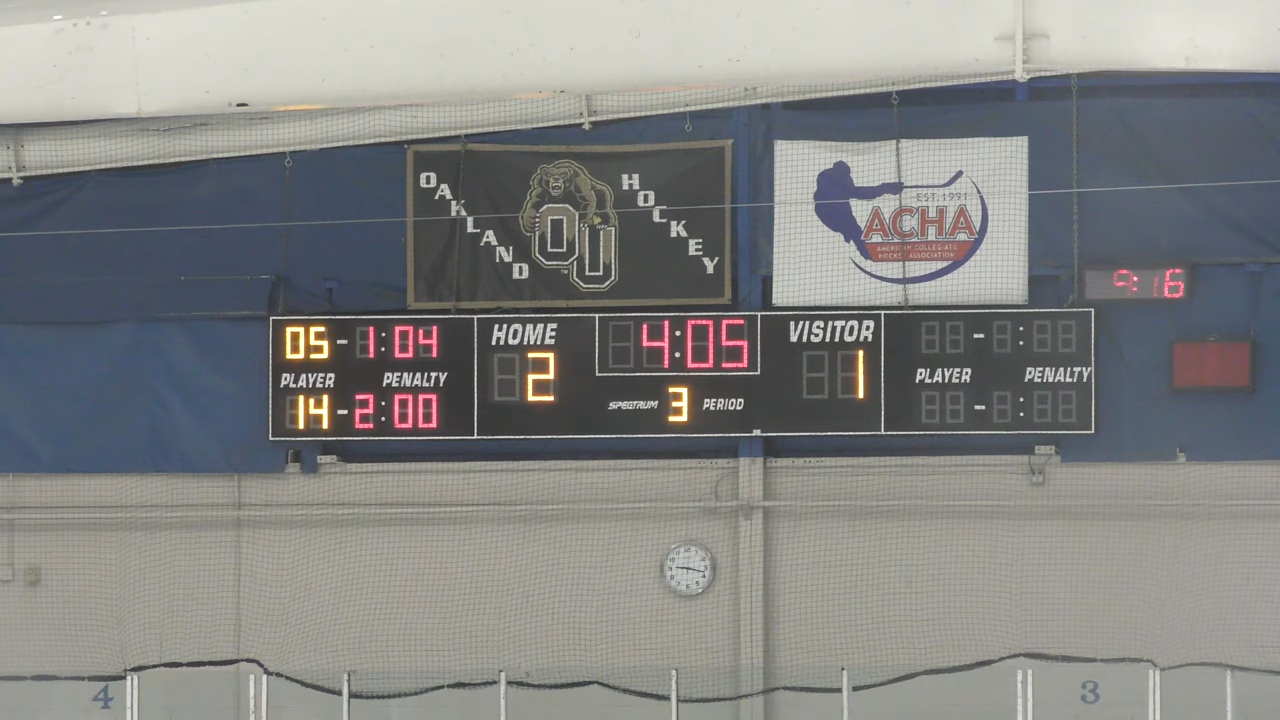 OAKLAND
HOCKEY
OU
TM
EST. 1991
ACHA
AMERICAN COLLEGIATE
HOCKEY ASSOCIATION
9:16
05-1:04
HOME
4:05
VISITOR
PLAYER PENALTY
2
1
PLAYER PENALTY
14-2:00
SPECTRUM 3 PERIOD
4
3